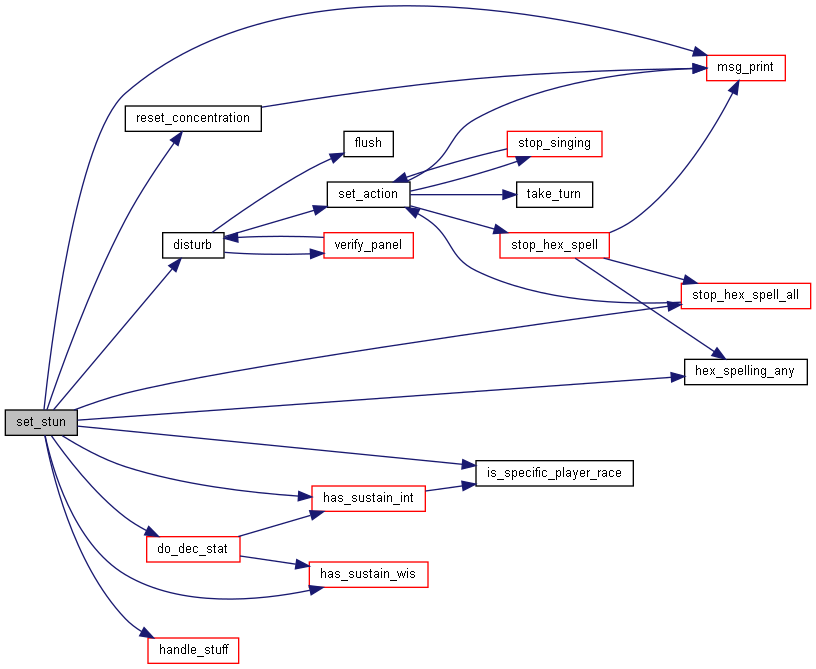 msg_print
reset_concentration
flush
stop_singing
set_action
take_turn
disturb
verify_panel
stop_hex_spell
stop_hex_spell_all
hex_spelling_any
set_stun
is_specific_player_race
has_sustain_int
do_dec_stat
has_sustain_wis
handle_stuff